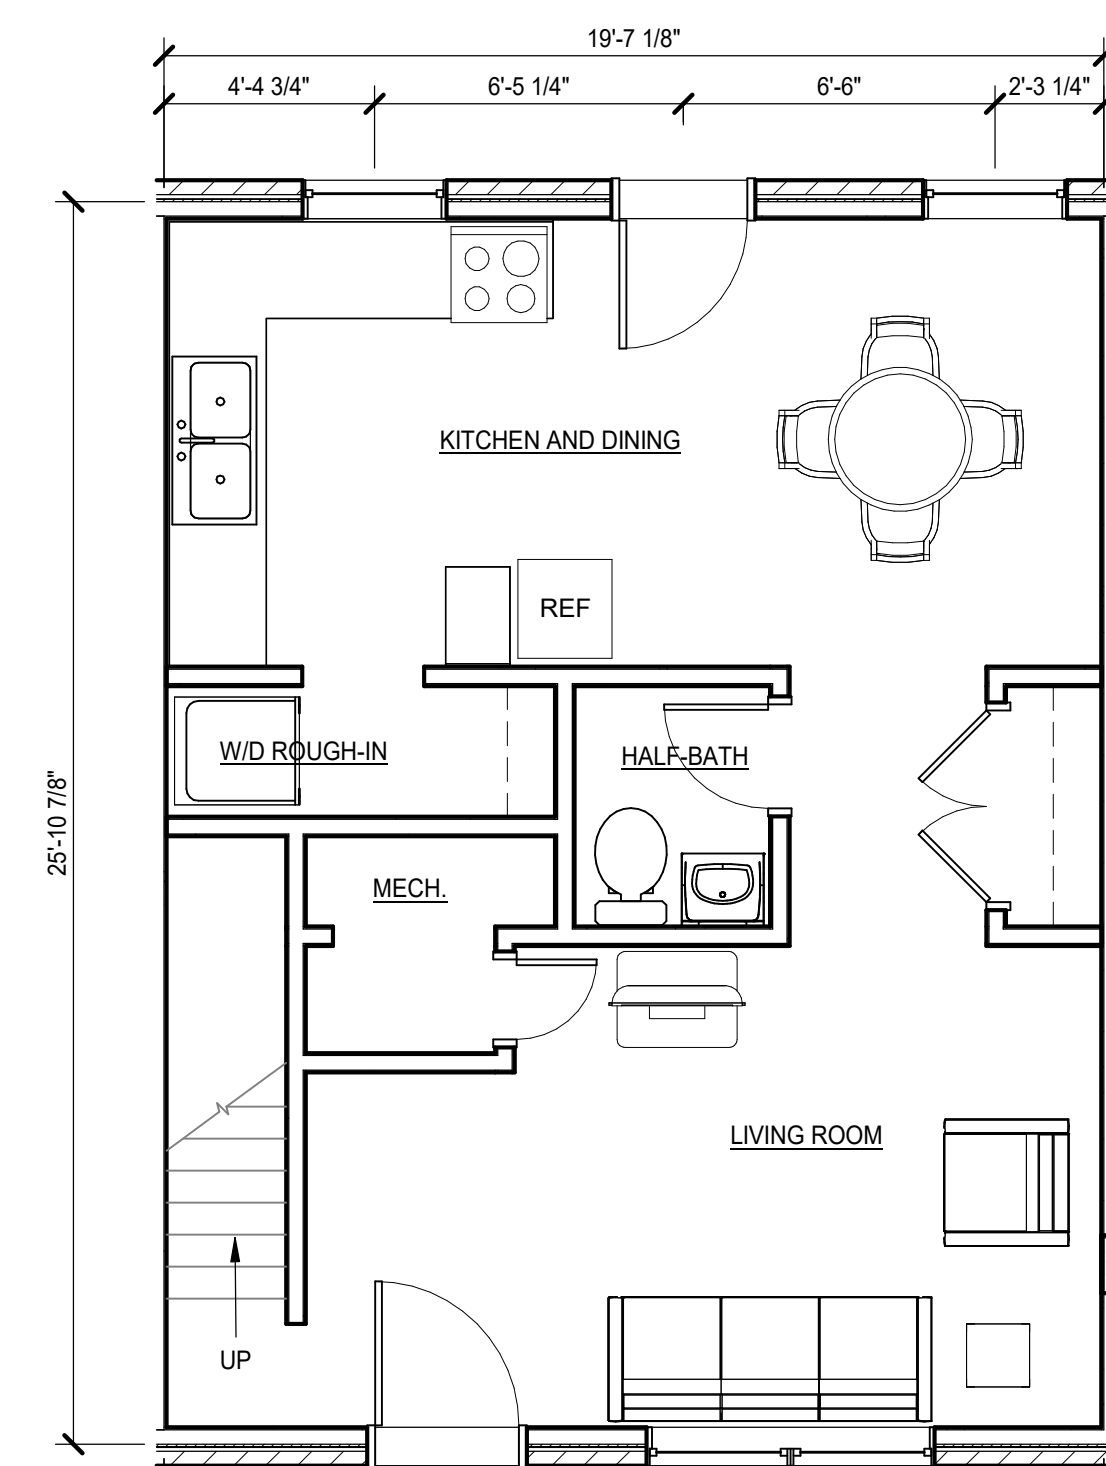 19'-7 1/8"
4'-4 3/4"
6'-5 1/4"
6'-6"
2'-3 1/4"
KITCHEN AND DINING
REF
W/D ROUGH-IN
HALF-BATH
25'-10 7/8"
MECH.
LIVING ROOM
UP